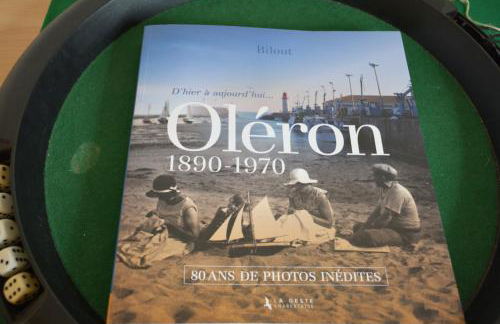 Bilout
D'hier à aujourd'hui...
Oléron
1890-1970
80 ANS DE PHOTOS INÉDITES
LA GESTE